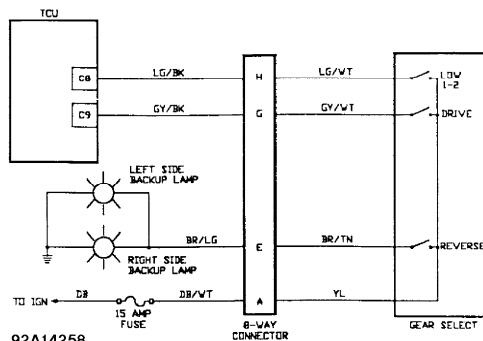 TCU
C8
LG/BK
H
LG/WT
LOW
1-2
C9
GY/BK
G
GY/WT
DRIVE
LEFT SIDE
BACKUP LAMP
BR/LG
E
BR/TN
REVERSE
RIGHT SIDE
BACKUP LAMP
TO IGN
DB
DB/WT
A
YL
15 AMP
FUSE
8-WAY
CONNECTOR
GEAR SELECT
92A14258